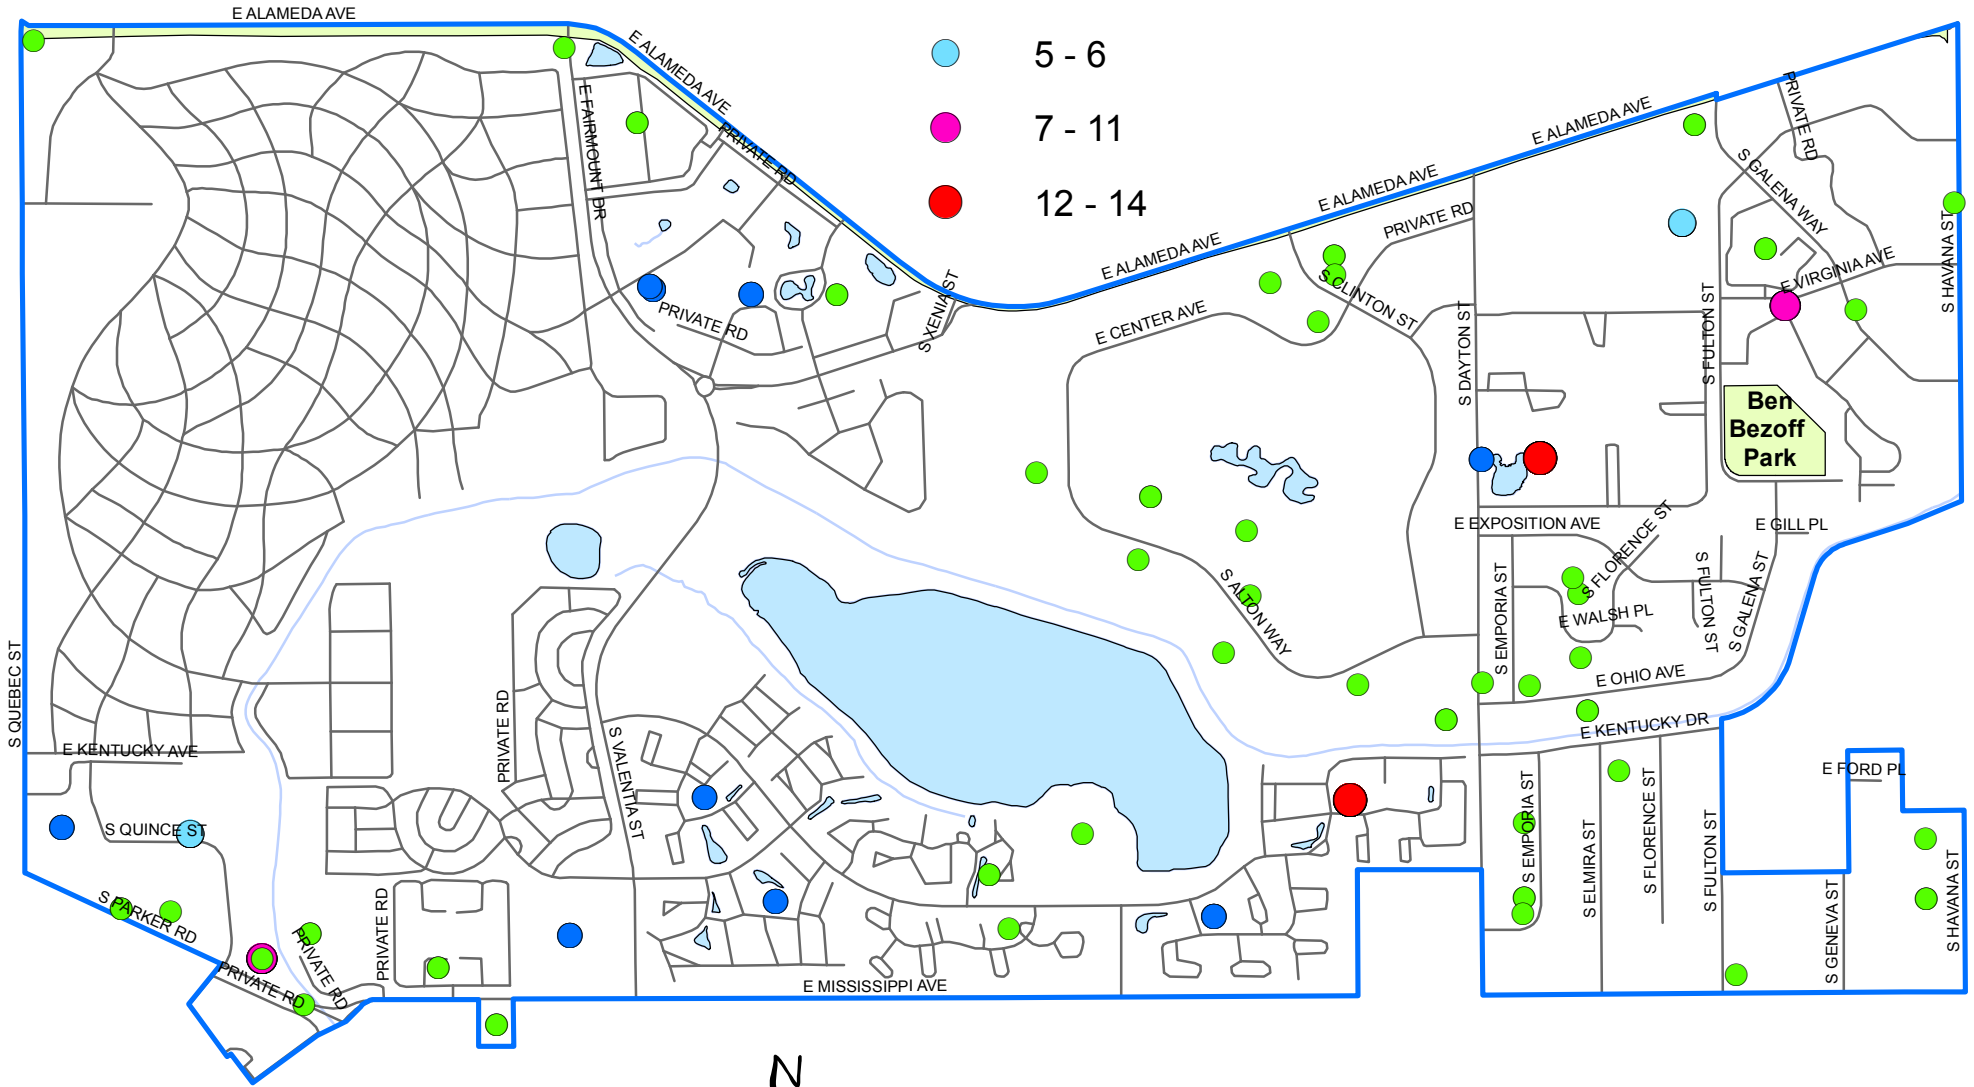 E ALAMEDA AVE
E ALAMEDA AVE
5 - 6
7 - 11
12 - 14
E FAIRMOUNT DR
PRIVATE RD
PRIVATE RD
S XENIA ST
E ALAMEDA AVE
E ALAMEDA AVE
E ALAMEDA AVE
PRIVATE RD
S CLINTON ST
E CENTER AVE
S DAYTON ST
PRIVATE RD
S GALENA WAY
E VIRGINIA AVE
S HAVANA ST
S FULTON ST
Ben
Bezoff
Park
E EXPOSITION AVE
E GILL PL
S FLORENCE ST
S FULTON ST
S GALENA ST
S EMPORIA ST
E WALSH PL
S ALTON WAY
E OHIO AVE
E KENTUCKY DR
S QUEBEC ST
E KENTUCKY AVE
PRIVATE RD
S VALENTIA ST
S QUINCE ST
S PARKER RD
PRIVATE RD
PRIVATE RD
PRIVATE RD
E MISSISSIPPI AVE
S EMPORIA ST
S ELMIRA ST
S FLORENCE ST
S FULTON ST
E FORD PL
S GENEVA ST
S HAVANA ST
N